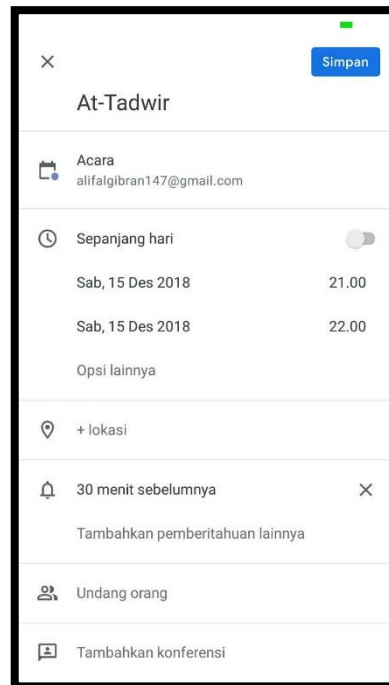 Simpan
At-Tadwir
Acara
alifalgibran147@gmail.com
Sepanjang hari
Sab, 15 Des 2018 21.00
Sab, 15 Des 2018 22.00
Opsi lainnya
+ lokasi
30 menit sebelumnya
Tambahkan pemberitahuan lainnya
Undang orang
Tambahkan konferensi